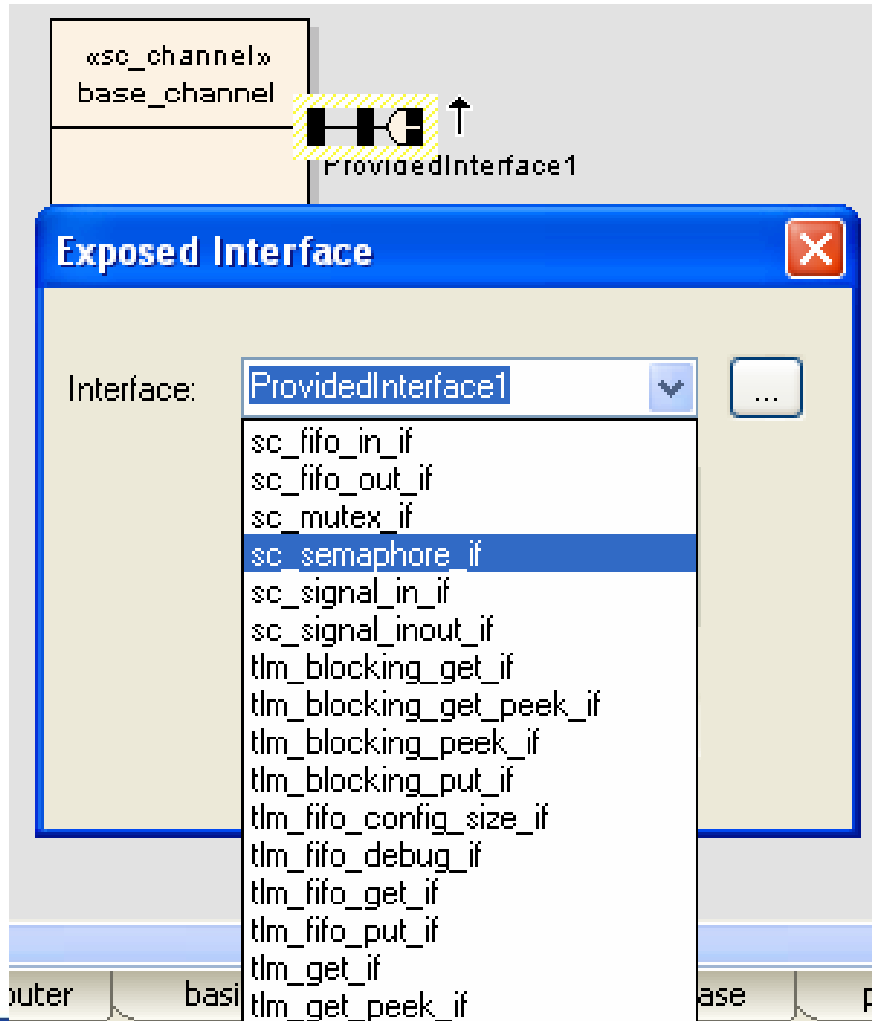 «sc_channel»
base_channel
ProvidedInterface1
Exposed Interface
Interface:
ProvidedInterface1
...
sc_fifo_in_if
sc_fifo_out_if
sc_mutex_if
sc_semaphore_if
sc_signal_in_if
sc_signal_inout_if
tlm_blocking_get_if
tlm_blocking_get_peek_if
tlm_blocking_peek_if
tlm_blocking_put_if
tlm_fifo_config_size_if
tlm_fifo_debug_if
tlm_fifo_get_if
tlm_fifo_put_if
tlm_get_if
tlm_get_peek_if
outer basi ase p